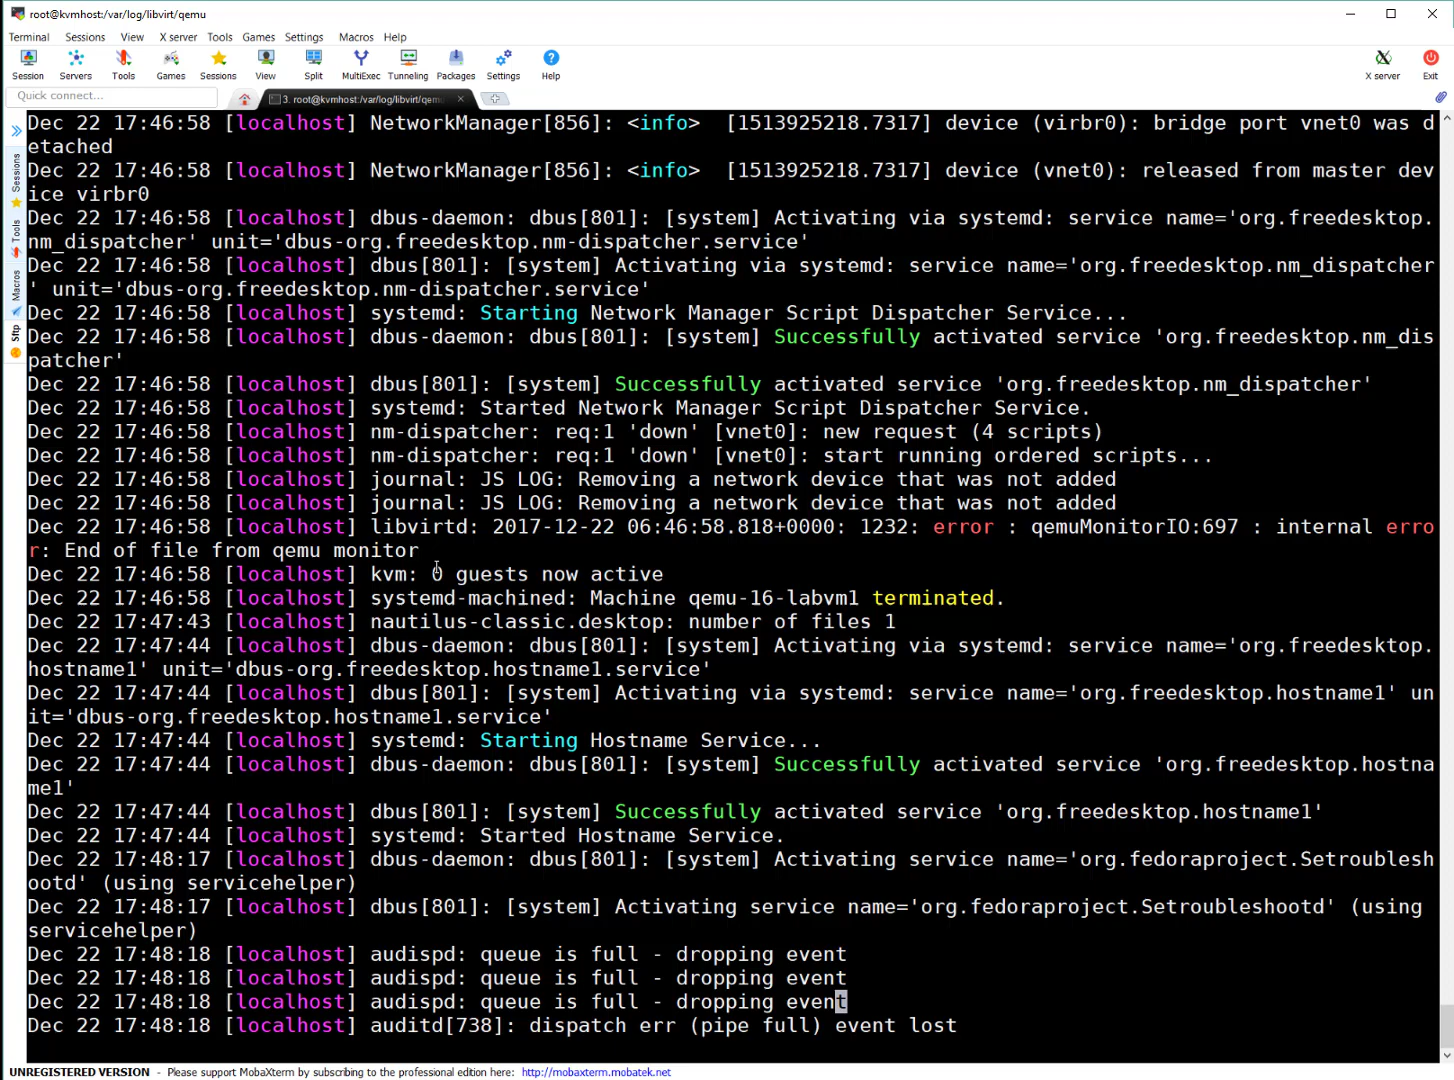 root@kvmhost:/var/log/libvirt/qemu
Terminal Sessions View X server Tools Games Settings Macros Help
Session Servers Tools Games Sessions View Split MultiExec Tunneling Packages Settings Help X server Exit
Quick connect...
3. root@kvmhost:/var/log/libvirt/qemu
Sessions
Tools
Macros
Sftp
Dec 22 17:46:58 [localhost] NetworkManager[856]: <info>  [1513925218.7317] device (virbr0): bridge port vnet0 was d
etached
Dec 22 17:46:58 [localhost] NetworkManager[856]: <info>  [1513925218.7317] device (vnet0): released from master dev
ice virbr0
Dec 22 17:46:58 [localhost] dbus-daemon: dbus[801]: [system] Activating via systemd: service name='org.freedesktop.
nm_dispatcher' unit='dbus-org.freedesktop.nm-dispatcher.service'
Dec 22 17:46:58 [localhost] dbus[801]: [system] Activating via systemd: service name='org.freedesktop.nm_dispatcher
' unit='dbus-org.freedesktop.nm-dispatcher.service'
Dec 22 17:46:58 [localhost] systemd: Starting Network Manager Script Dispatcher Service...
Dec 22 17:46:58 [localhost] dbus-daemon: dbus[801]: [system] Successfully activated service 'org.freedesktop.nm_dis
patcher'
Dec 22 17:46:58 [localhost] dbus[801]: [system] Successfully activated service 'org.freedesktop.nm_dispatcher'
Dec 22 17:46:58 [localhost] systemd: Started Network Manager Script Dispatcher Service.
Dec 22 17:46:58 [localhost] nm-dispatcher: req:1 'down' [vnet0]: new request (4 scripts)
Dec 22 17:46:58 [localhost] nm-dispatcher: req:1 'down' [vnet0]: start running ordered scripts...
Dec 22 17:46:58 [localhost] journal: JS LOG: Removing a network device that was not added
Dec 22 17:46:58 [localhost] journal: JS LOG: Removing a network device that was not added
Dec 22 17:46:58 [localhost] libvirtd: 2017-12-22 06:46:58.818+0000: 1232: error : qemuMonitorIO:697 : internal erro
r: End of file from qemu monitor
Dec 22 17:46:58 [localhost] kvm: 0 guests now active
Dec 22 17:46:58 [localhost] systemd-machined: Machine qemu-16-labvm1 terminated.
Dec 22 17:47:43 [localhost] nautilus-classic.desktop: number of files 1
Dec 22 17:47:44 [localhost] dbus-daemon: dbus[801]: [system] Activating via systemd: service name='org.freedesktop.
hostname1' unit='dbus-org.freedesktop.hostname1.service'
Dec 22 17:47:44 [localhost] dbus[801]: [system] Activating via systemd: service name='org.freedesktop.hostname1' un
it='dbus-org.freedesktop.hostname1.service'
Dec 22 17:47:44 [localhost] systemd: Starting Hostname Service...
Dec 22 17:47:44 [localhost] dbus-daemon: dbus[801]: [system] Successfully activated service 'org.freedesktop.hostna
me1'
Dec 22 17:47:44 [localhost] dbus[801]: [system] Successfully activated service 'org.freedesktop.hostname1'
Dec 22 17:47:44 [localhost] systemd: Started Hostname Service.
Dec 22 17:48:17 [localhost] dbus-daemon: dbus[801]: [system] Activating service name='org.fedoraproject.Setroublesh
ootd' (using servicehelper)
Dec 22 17:48:17 [localhost] dbus[801]: [system] Activating service name='org.fedoraproject.Setroubleshootd' (using
servicehelper)
Dec 22 17:48:18 [localhost] audispd: queue is full - dropping event
Dec 22 17:48:18 [localhost] audispd: queue is full - dropping event
Dec 22 17:48:18 [localhost] audispd: queue is full - dropping event
Dec 22 17:48:18 [localhost] auditd[738]: dispatch err (pipe full) event lost
UNREGISTERED VERSION - Please support MobaXterm by subscribing to the professional edition here: http://mobaxterm.mobatek.net